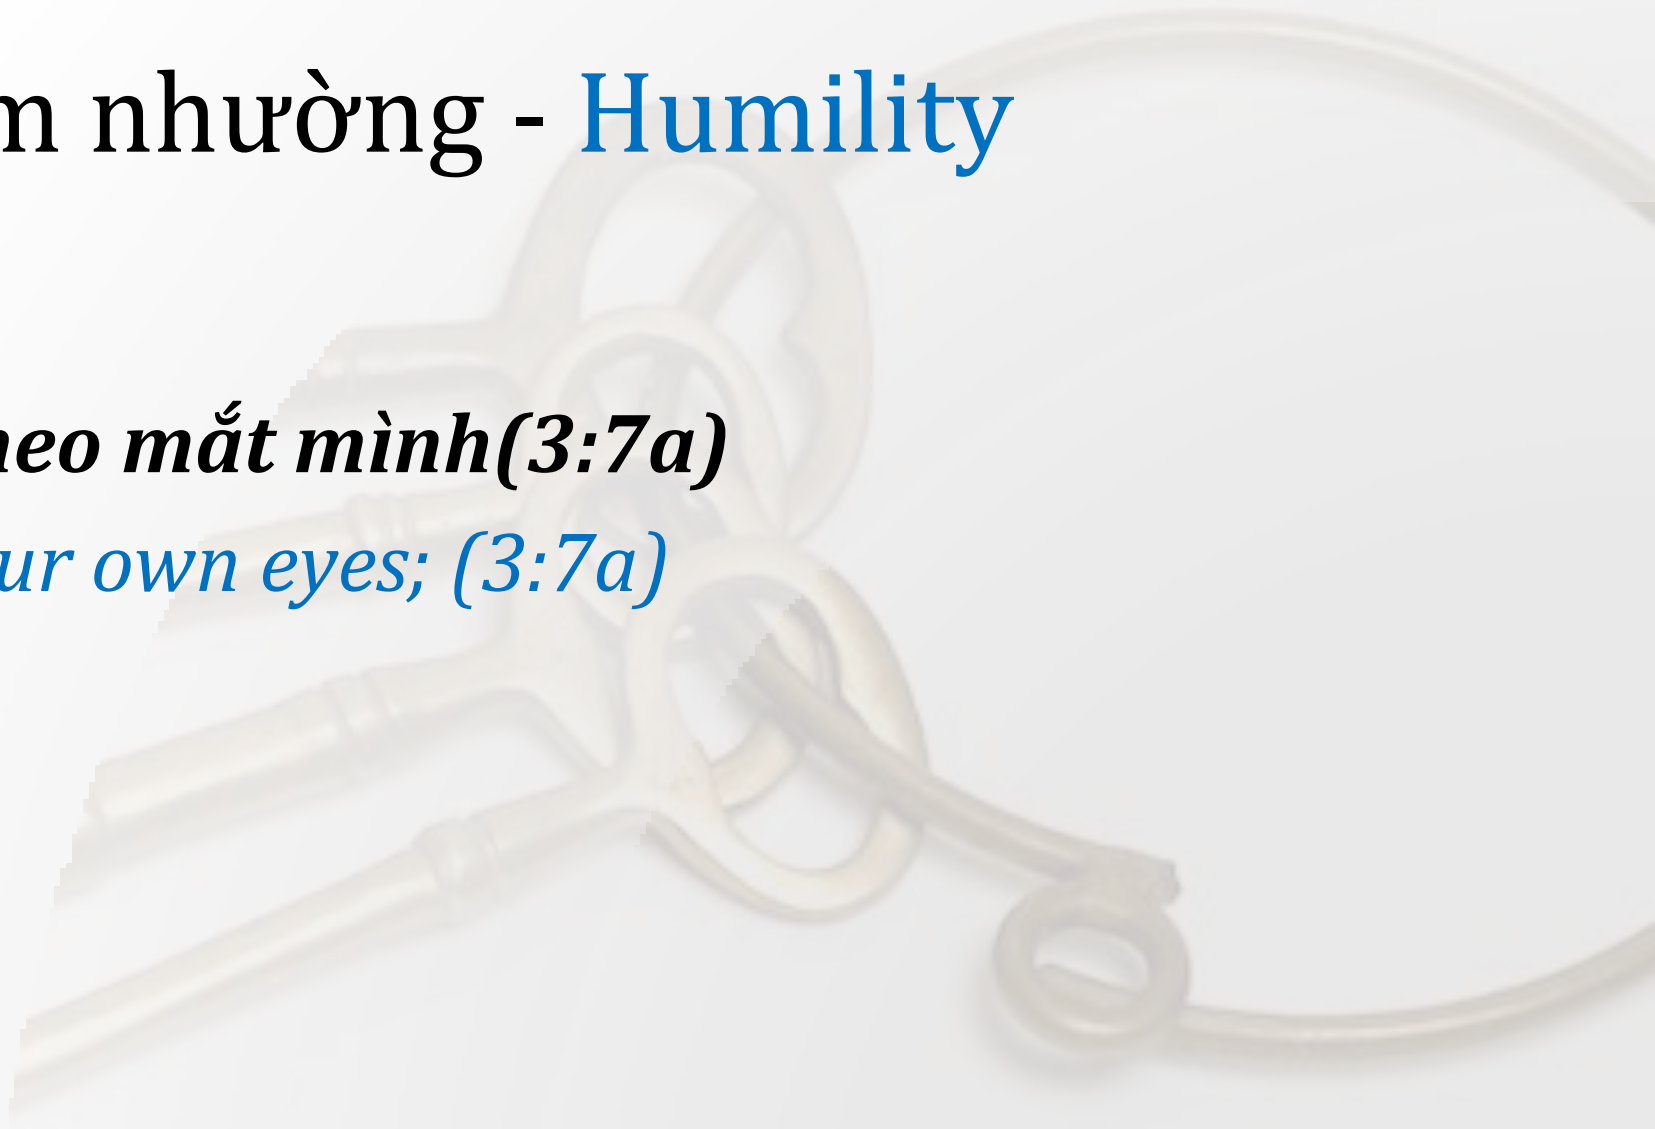 m nhường - Humility
heo mắt mình(3:7a)
ur own eyes; (3:7a)